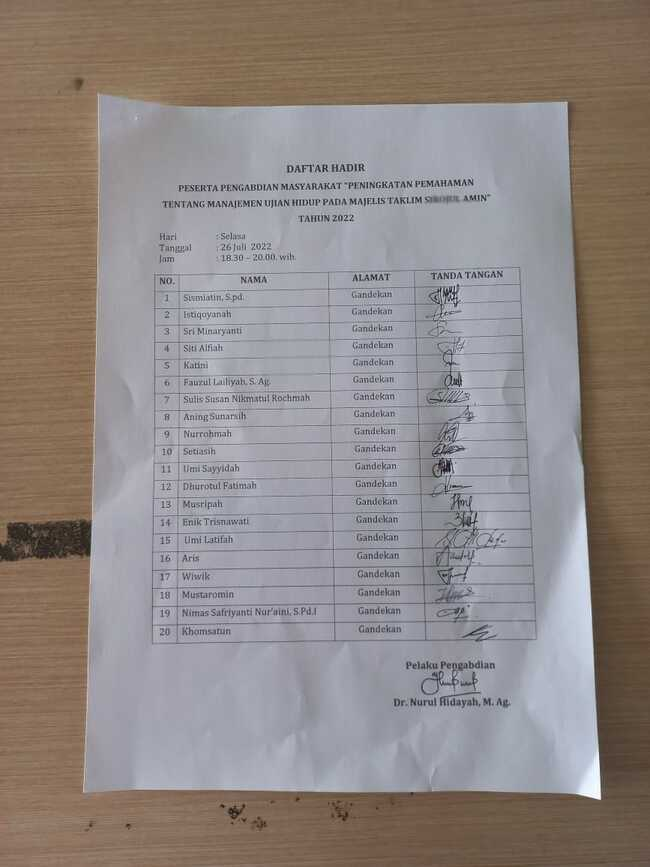 DAFTAR HADIR
PESERTA PENGABDIAN MASYARAKAT "PENINGKATAN PEMAHAMAN
TENTANG MANAJEMEN UJIAN HIDUP PADA MAJELIS TAKLIM SIROJUL AMIN"
TAHUN 2022
Hari : Selasa
Tanggal : 26 Juli 2022
Jam : 18.30 – 20.00. wib.
NO. NAMA ALAMAT TANDA TANGAN
1 Sismiatin, S.pd. Gandekan
2 Istiqoyanah Gandekan
3 Sri Minaryanti Gandekan
4 Siti Alfiah Gandekan
5 Katini Gandekan
6 Fauzul Lailiyah, S. Ag. Gandekan
7 Sulis Susan Nikmatul Rochmah Gandekan
8 Aning Sunarsih Gandekan
9 Nurrohmah Gandekan
10 Setiasih Gandekan
11 Umi Sayyidah Gandekan
12 Dhurotul Fatimah Gandekan
13 Musripah Gandekan
14 Enik Trisnawati Gandekan
15 Umi Latifah Gandekan
16 Aris Gandekan
17 Wiwik Gandekan
18 Mustaromin Gandekan
19 Nimas Safriyanti Nur'aini, S.Pd.I Gandekan
20 Khomsatun Gandekan
Pelaku Pengabdian
Dr. Nurul Hidayah, M. Ag.